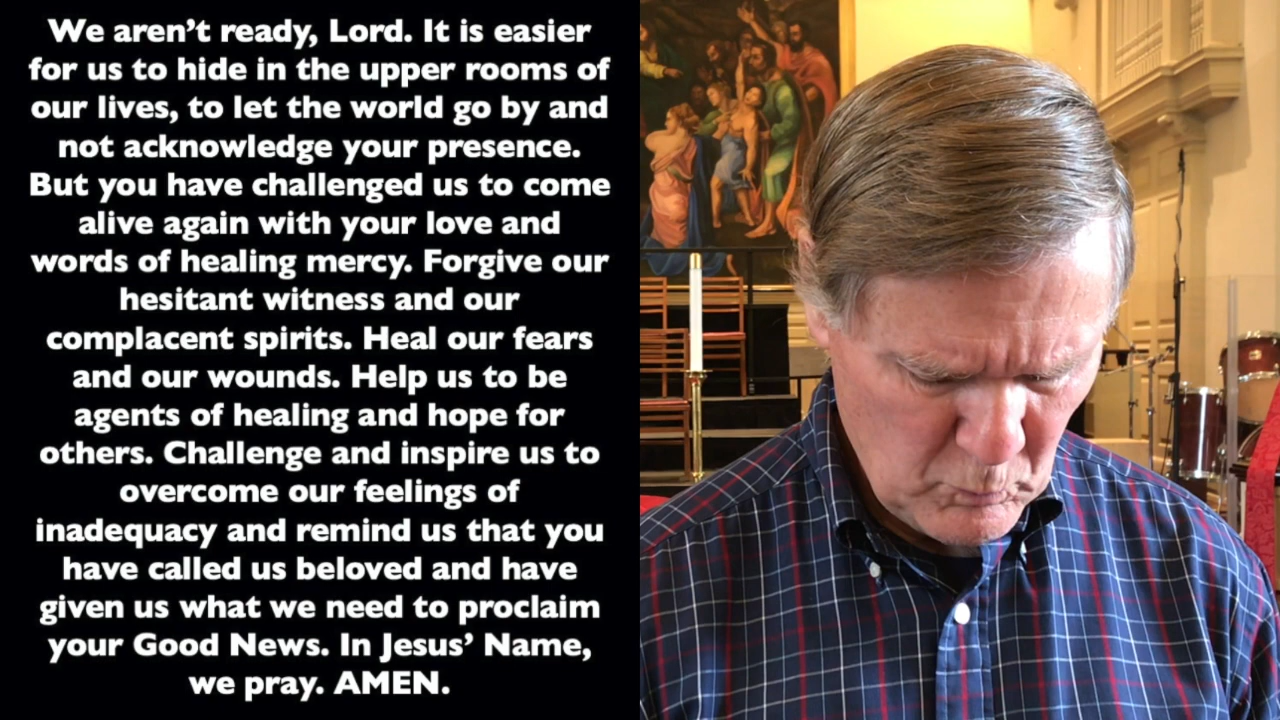 We aren’t ready, Lord. It is easier
for us to hide in the upper rooms of
our lives, to let the world go by and
not acknowledge your presence.
But you have challenged us to come
alive again with your love and
words of healing mercy. Forgive our
hesitant witness and our
complacent spirits. Heal our fears
and our wounds. Help us to be
agents of healing and hope for
others. Challenge and inspire us to
overcome our feelings of
inadequacy and remind us that you
have called us beloved and have
given us what we need to proclaim
your Good News. In Jesus’ Name,
we pray. AMEN.